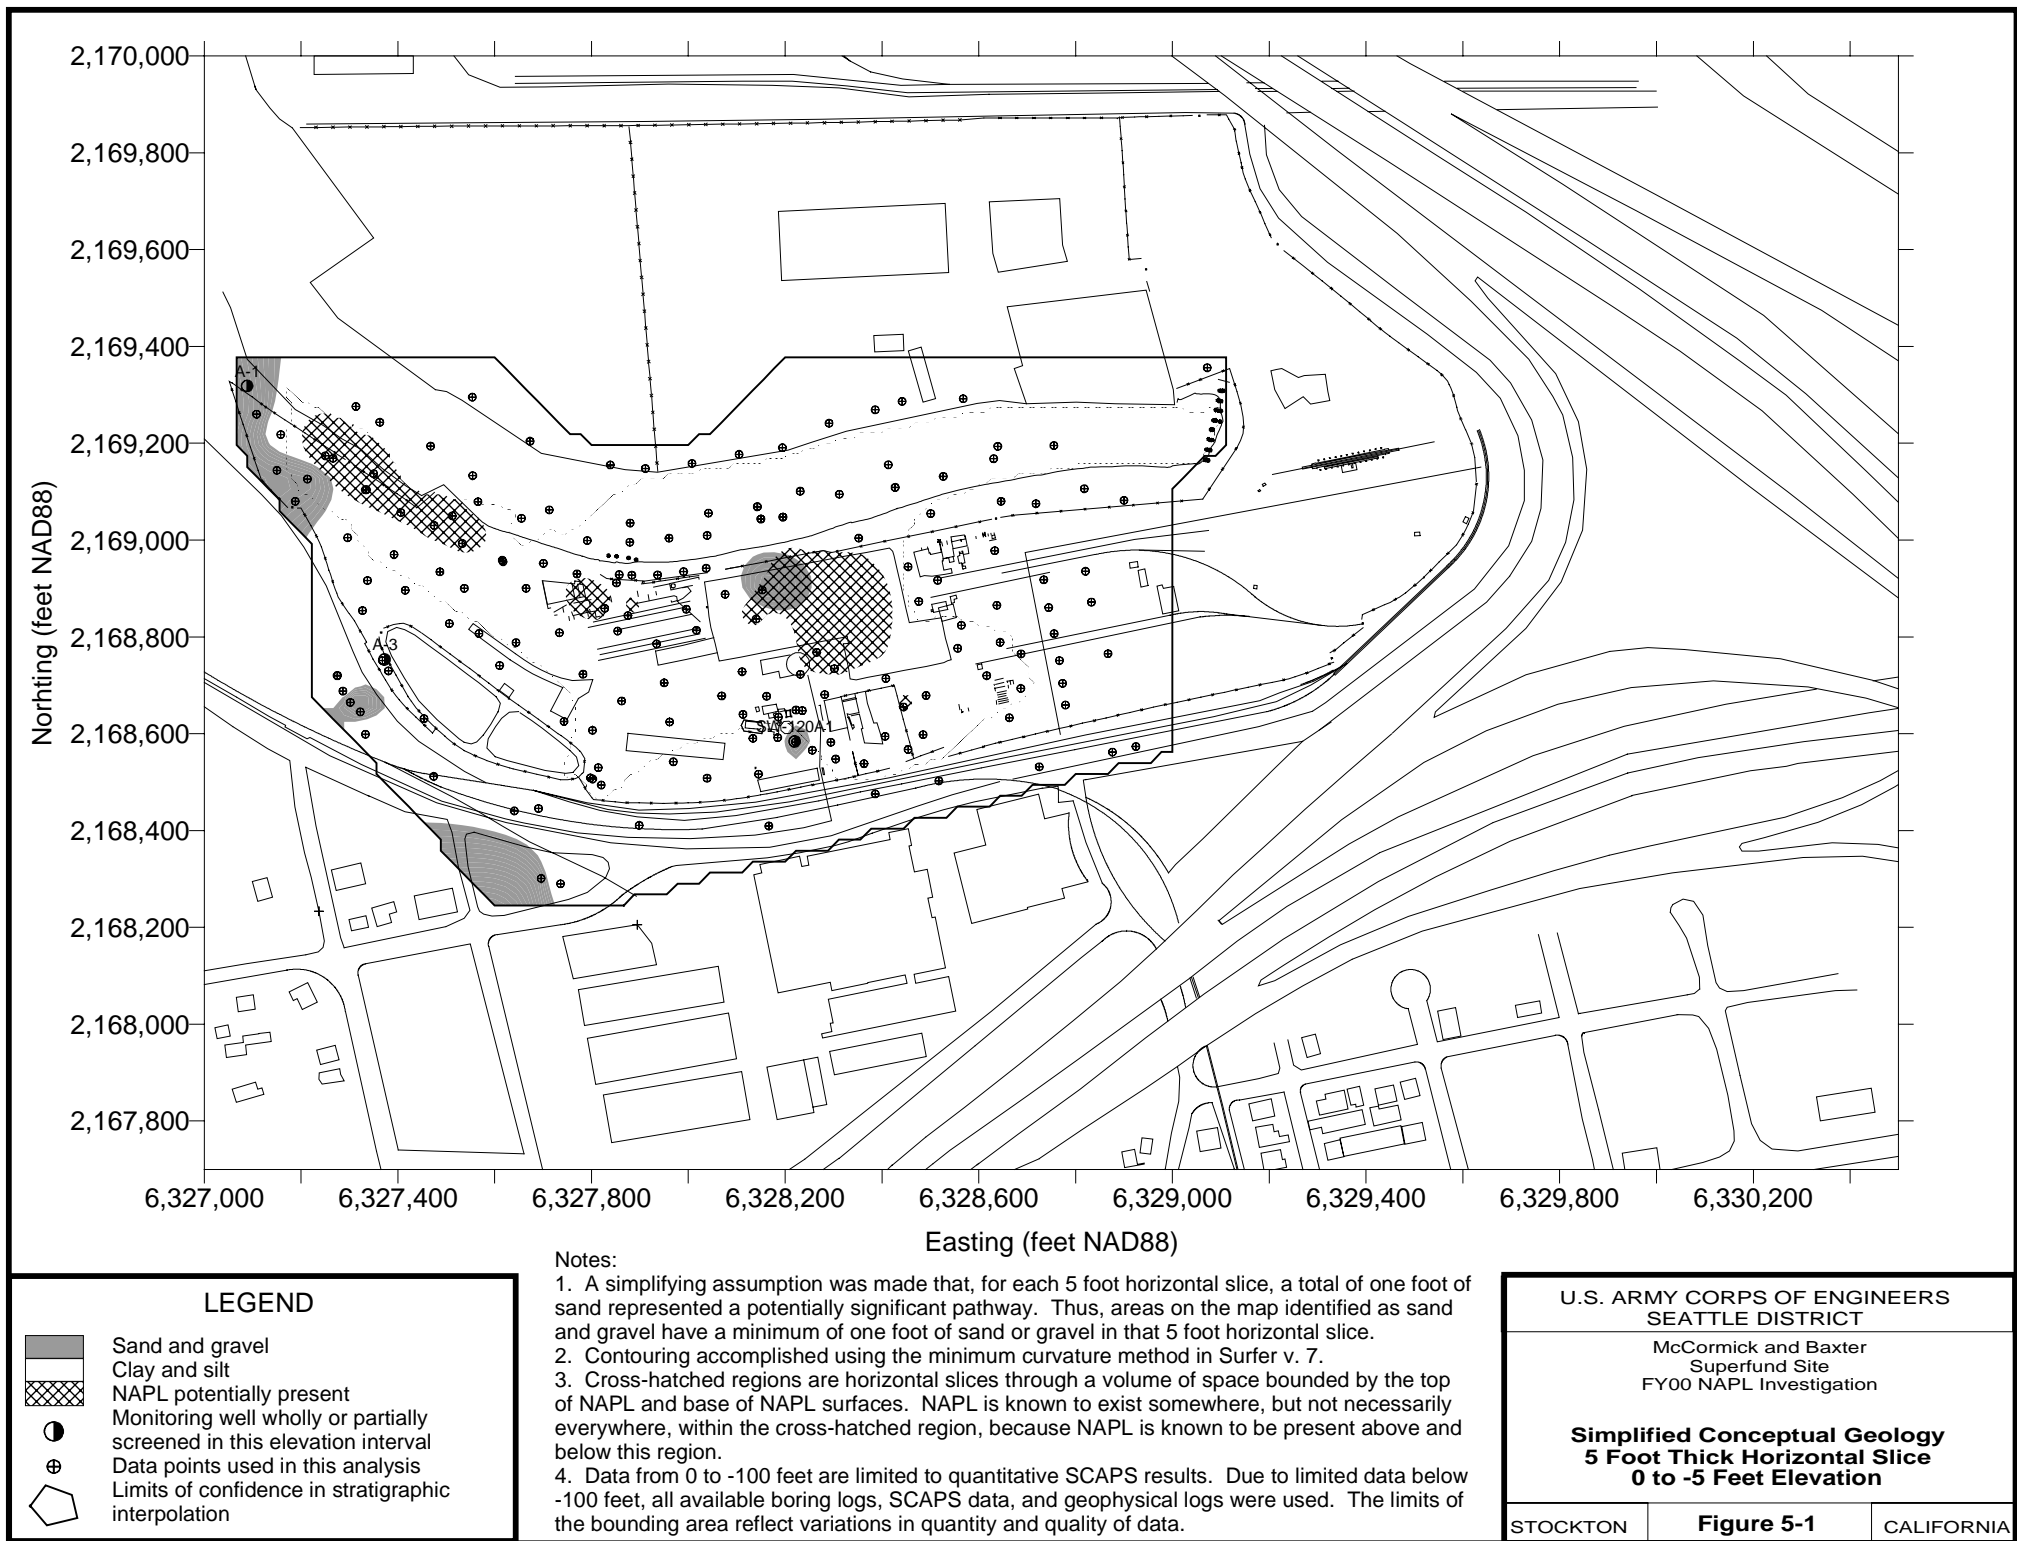 2,170,000
2,169,800
2,169,600
2,169,400
2,169,200
2,169,000
2,168,800
2,168,600
2,168,400
2,168,200
2,168,000
2,167,800
Norhting (feet NAD88)
A-1
A-3
SW-120A1
6,327,000 6,327,400 6,327,800 6,328,200 6,328,600 6,329,000 6,329,400 6,329,800 6,330,200
Easting (feet NAD88)
LEGEND
Sand and gravel
Clay and silt
NAPL potentially present
Monitoring well wholly or partially
screened in this elevation interval
Data points used in this analysis
Limits of confidence in stratigraphic
interpolation
Notes:
1. A simplifying assumption was made that, for each 5 foot horizontal slice, a total of one foot of
sand represented a potentially significant pathway. Thus, areas on the map identified as sand
and gravel have a minimum of one foot of sand or gravel in that 5 foot horizontal slice.
2. Contouring accomplished using the minimum curvature method in Surfer v. 7.
3. Cross-hatched regions are horizontal slices through a volume of space bounded by the top
of NAPL and base of NAPL surfaces. NAPL is known to exist somewhere, but not necessarily
everywhere, within the cross-hatched region, because NAPL is known to be present above and
below this region.
4. Data from 0 to -100 feet are limited to quantitative SCAPS results. Due to limited data below
-100 feet, all available boring logs, SCAPS data, and geophysical logs were used. The limits of
the bounding area reflect variations in quantity and quality of data.
U.S. ARMY CORPS OF ENGINEERS
SEATTLE DISTRICT
McCormick and Baxter
Superfund Site
FY00 NAPL Investigation
Simplified Conceptual Geology
5 Foot Thick Horizontal Slice
0 to -5 Feet Elevation
STOCKTON Figure 5-1 CALIFORNIA